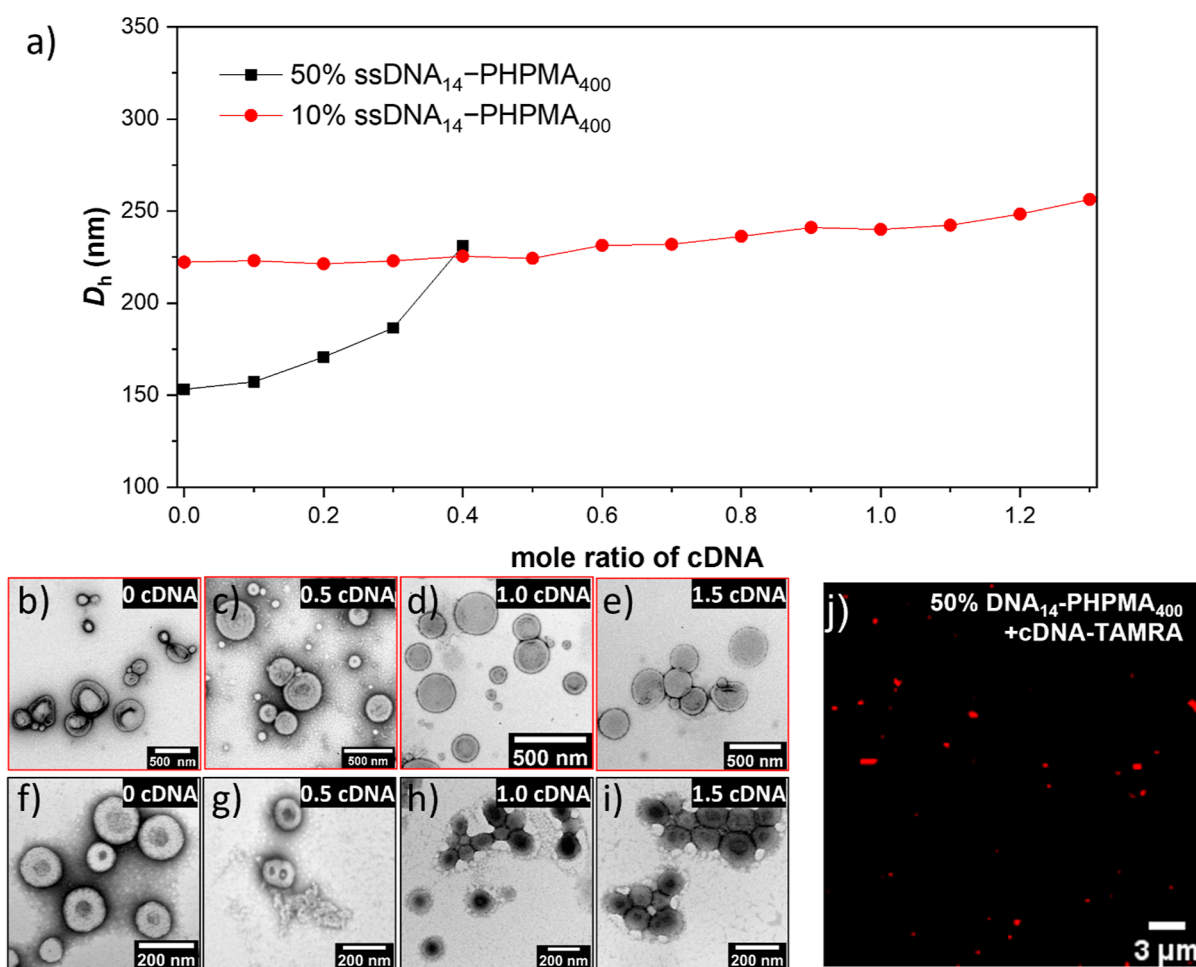 a)
350
300
250
200
150
100
D_h (nm)
50% ssDNA₁₄−PHPMA₄₀₀
10% ssDNA₁₄−PHPMA₄₀₀
0.0 0.2 0.4 0.6 0.8 1.0 1.2
mole ratio of cDNA
b) 0 cDNA
500 nm
c) 0.5 cDNA
500 nm
d) 1.0 cDNA
500 nm
e) 1.5 cDNA
500 nm
f) 0 cDNA
200 nm
g) 0.5 cDNA
200 nm
h) 1.0 cDNA
200 nm
i) 1.5 cDNA
200 nm
j) 50% DNA₁₄-PHPMA₄₀₀
+cDNA-TAMRA
3 µm